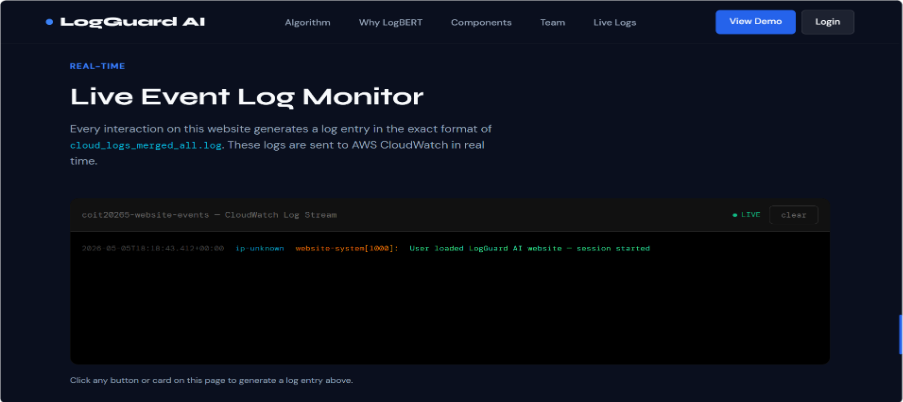 LogGuard AI
Algorithm
Why LogBERT
Components
Team
Live Logs
View Demo
Login
REAL-TIME
Live Event Log Monitor
Every interaction on this website generates a log entry in the exact format of
cloud_logs_merged_all.log. These logs are sent to AWS CloudWatch in real
time.
coit20265-website-events — CloudWatch Log Stream
LIVE
clear
2026-05-05T18:18:43.412+00:00 ip-unknown website-system[1000]: User loaded LogGuard AI website — session started
Click any button or card on this page to generate a log entry above.